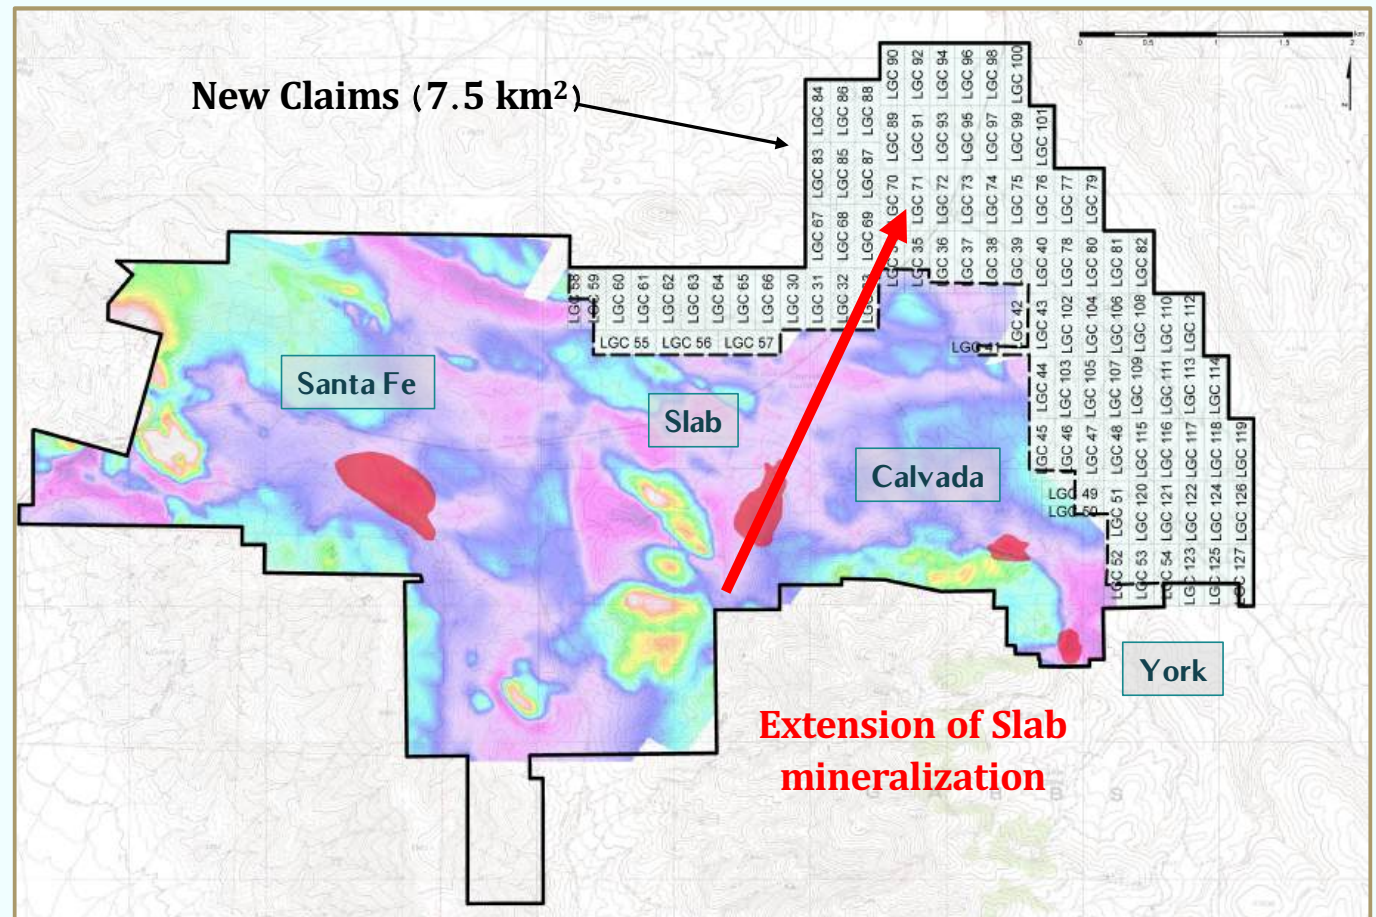 New Claims (7.5 km²)
0 0.5 1 2
km
LGC 84
LGC 86
LGC 88
LGC 90
LGC 92
LGC 94
LGC 96
LGC 98
LGC 100
LGC 83
LGC 85
LGC 87
LGC 89
LGC 91
LGC 93
LGC 95
LGC 97
LGC 99
LGC 101
LGC 67
LGC 68
LGC 69
LGC 70
LGC 71
LGC 72
LGC 73
LGC 74
LGC 75
LGC 76
LGC 77
LGC 79
LGC 35
LGC 36
LGC 37
LGC 38
LGC 39
LGC 40
LGC 78
LGC 80
LGC 81
LGC 82
LGC 58
LGC 59
LGC 60
LGC 61
LGC 62
LGC 63
LGC 64
LGC 65
LGC 66
LGC 30
LGC 31
LGC 32
LGC 42
LGC 43
LGC 102
LGC 104
LGC 106
LGC 108
LGC 110
LGC 112
LGC 55
LGC 56
LGC 57
LGC 41
LGC 44
LGC 103
LGC 105
LGC 107
LGC 109
LGC 111
LGC 113
LGC 114
Santa Fe
Slab
Calvada
LGC 45
LGC 46
LGC 47
LGC 48
LGC 115
LGC 116
LGC 117
LGC 118
LGC 119
LGC 49
LGC 50
LGC 51
LGC 120
LGC 121
LGC 122
LGC 124
LGC 126
LGC 52
LGC 53
LGC 54
LGC 123
LGC 125
LGC 127
York
Extension of Slab
mineralization